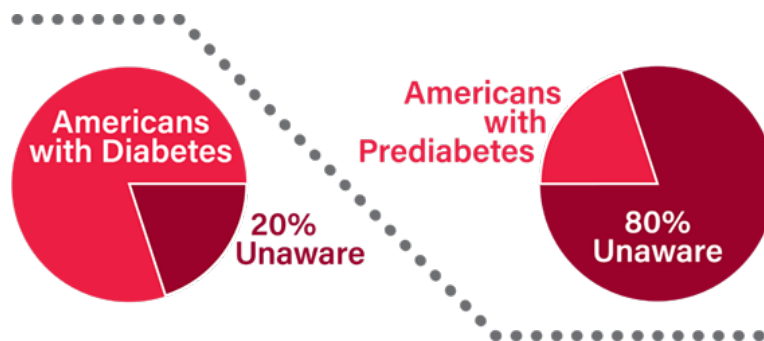 Americans
with Diabetes
20%
Unaware
Americans
with
Prediabetes
80%
Unaware